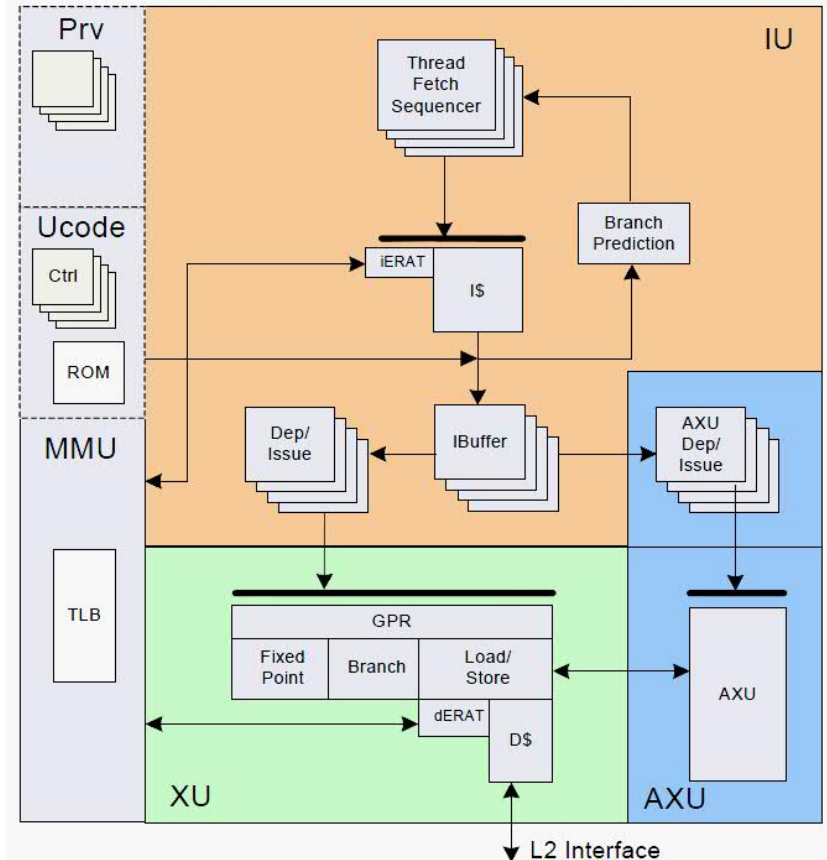 Prv
IU
Thread
Fetch
Sequencer
Ucode
Ctrl
ROM
Branch
Prediction
iERAT
I$
MMU
Dep/
Issue
IBuffer
AXU
Dep/
Issue
TLB
GPR
Fixed
Point
Branch
Load/
Store
AXU
dERAT
D$
XU
AXU
L2 Interface